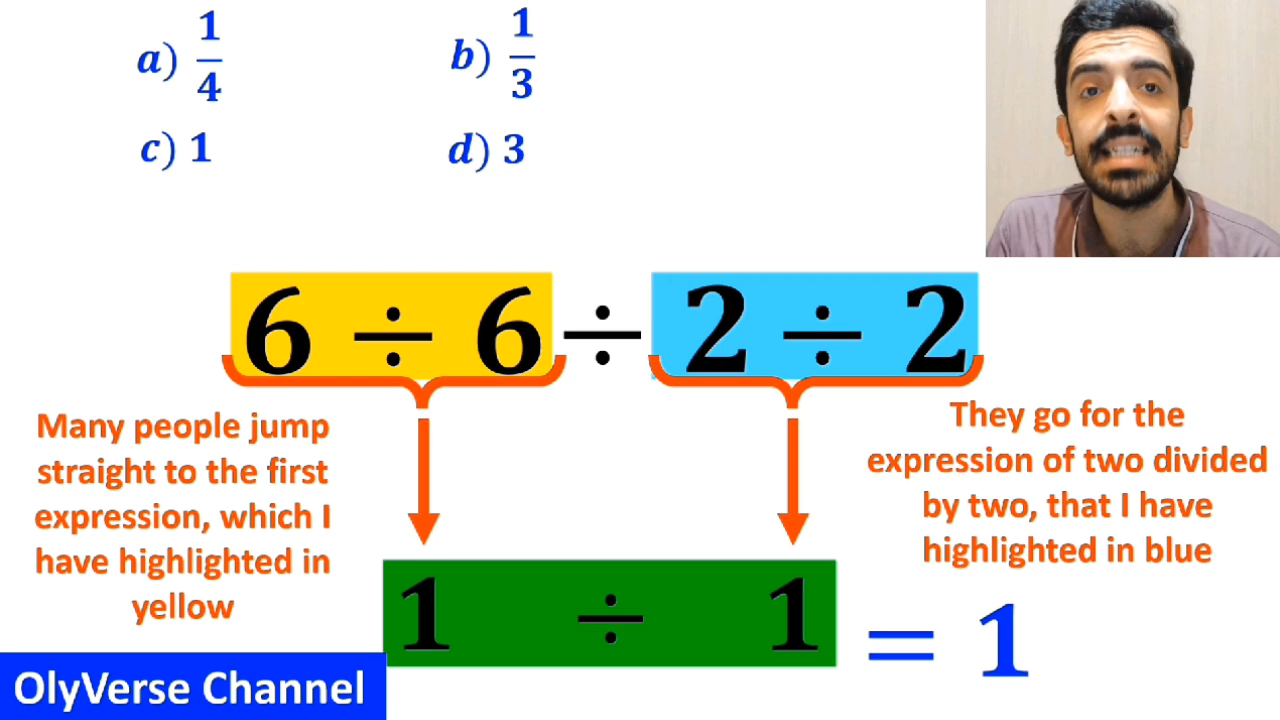 a) 1/4 b) 1/3
c) 1 d) 3
6 ÷ 6 ÷ 2 ÷ 2
Many people jump
straight to the first
expression, which I
have highlighted in
yellow
They go for the
expression of two divided
by two, that I have
highlighted in blue
1 ÷ 1 = 1
OlyVerse Channel